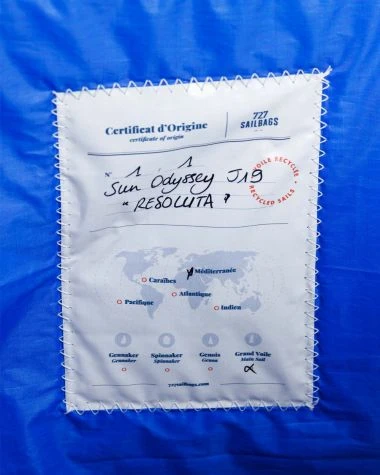 Certificat d'Origine
certificate of origin
727
SAILBAGS
N° 1 1
Sun Odyssey J19
"RESOLUTA"
VOILE RECYCLÉE
RECYCLED SAILS
Méditerranée
Caraïbes
Atlantique
Pacifique
Indien
Gennaker Spinnaker Genois Grand Voile
Gennaker Spinnaker Genoa Main Sail
727sailbags.com